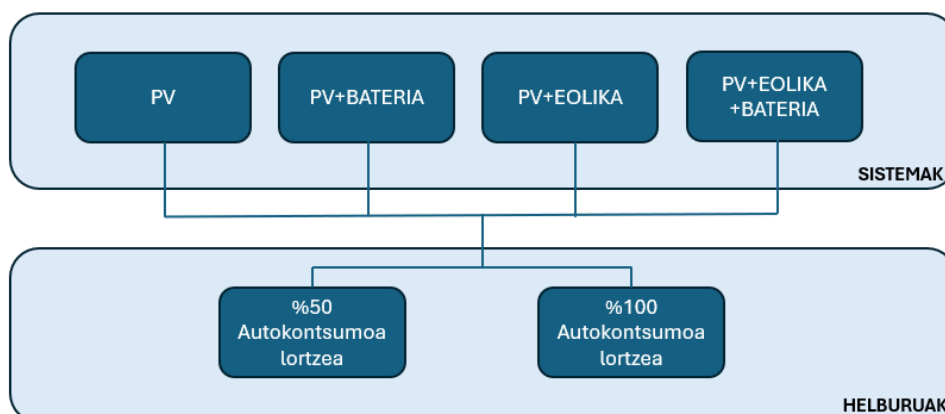 PV
PV+BATERIA
PV+EOLIKA
PV+EOLIKA
+BATERIA
SISTEMAK
%50
Autokontsumoa
lortzea
%100
Autokontsumoa
lortzea
HELBURUAK